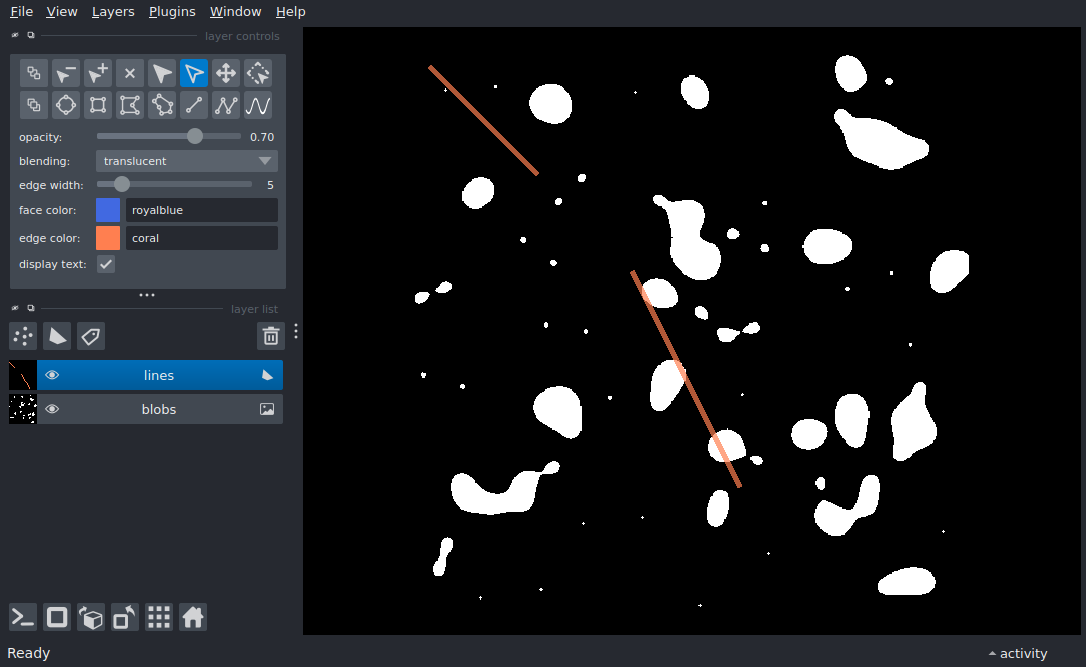 File View Layers Plugins Window Help
layer controls
opacity: 0.70
blending: translucent
edge width: 5
face color: royalblue
edge color: coral
display text:
layer list
lines
blobs
Ready
activity